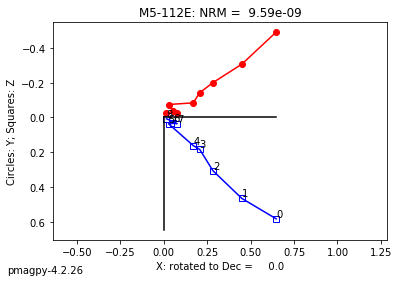 M5-112E: NRM = 9.59e-09
Circles: Y; Squares: Z
−0.4
−0.2
0.0
0.2
0.4
0.6
0
1
2
3
4
7
−0.50 −0.25 0.00 0.25 0.50 0.75 1.00 1.25
X: rotated to Dec = 0.0
pmagpy-4.2.26